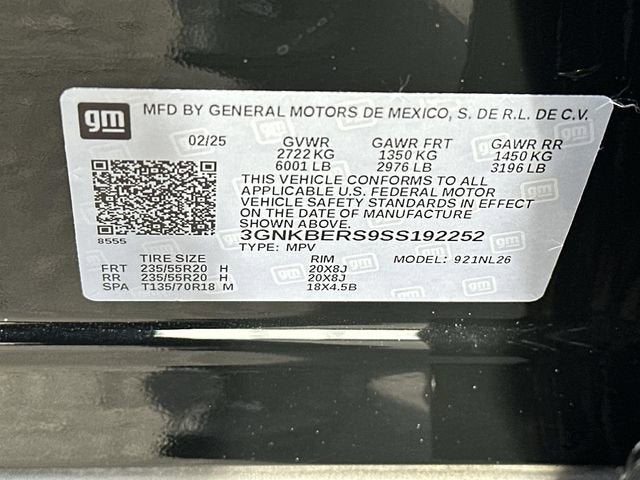 gm MFD BY GENERAL MOTORS DE MEXICO, S. DE R.L. DE C.V.
02/25 GVWR GAWR FRT GAWR RR
2722 KG 1350 KG 1450 KG
6001 LB 2976 LB 3196 LB
THIS VEHICLE CONFORMS TO ALL
APPLICABLE U.S. FEDERAL MOTOR
VEHICLE SAFETY STANDARDS IN EFFECT
ON THE DATE OF MANUFACTURE
SHOWN ABOVE.
3GNKBERS9SS192252
8555 TYPE: MPV
TIRE SIZE RIM MODEL: 921NL26
FRT 235/55R20 H 20X8J
RR 235/55R20 H 20X8J
SPA T135/70R18 M 18X4.5B